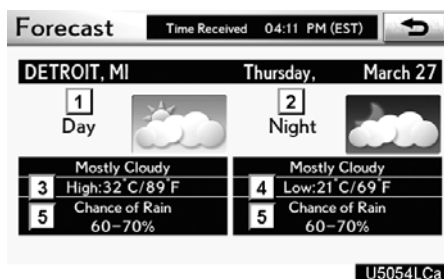 Forecast Time Received 04:11 PM (EST)
DETROIT, MI Thursday, March 27
1 2
Day Night
Mostly Cloudy Mostly Cloudy
3 High:32°C/89°F 4 Low:21°C/69°F
5 Chance of Rain 5 Chance of Rain
60-70% 60-70%
U5054LCa